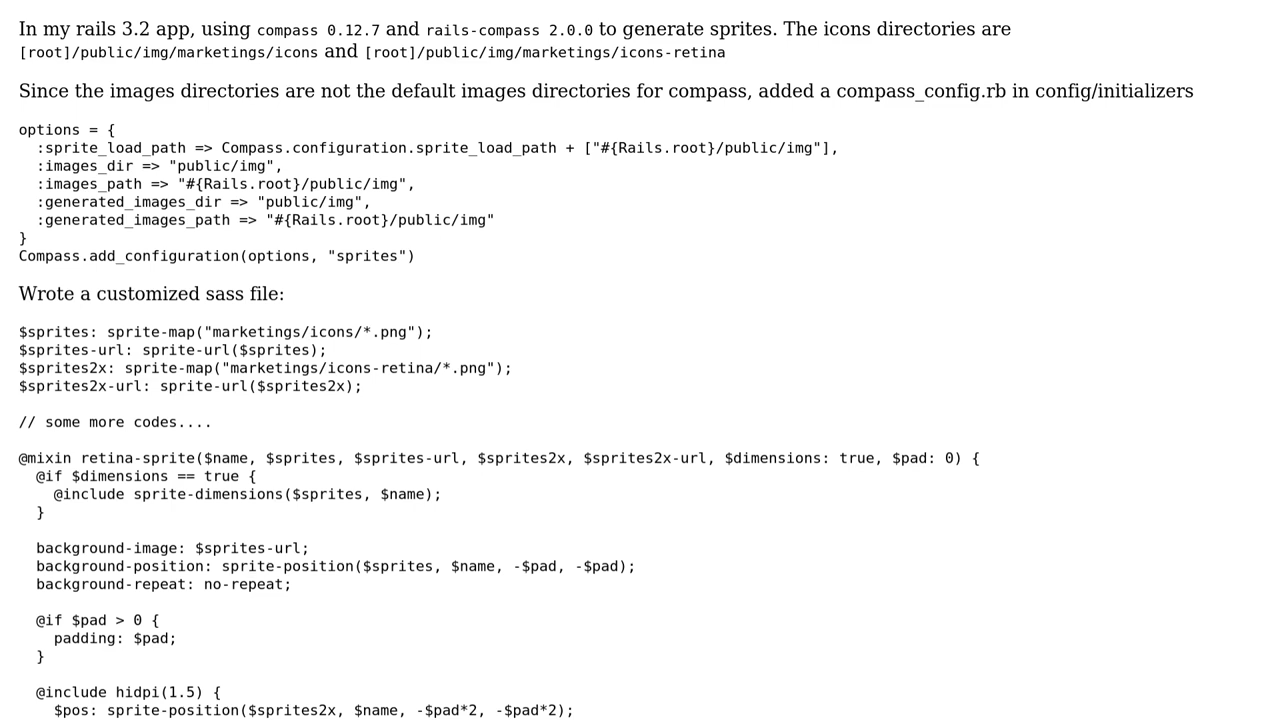 In my rails 3.2 app, using compass 0.12.7 and rails-compass 2.0.0 to generate sprites. The icons directories are
[root]/public/img/marketings/icons and [root]/public/img/marketings/icons-retina
Since the images directories are not the default images directories for compass, added a compass_config.rb in config/initializers
options = {
  :sprite_load_path => Compass.configuration.sprite_load_path + ["#{Rails.root}/public/img"],
  :images_dir => "public/img",
  :images_path => "#{Rails.root}/public/img",
  :generated_images_dir => "public/img",
  :generated_images_path => "#{Rails.root}/public/img"
}
Compass.add_configuration(options, "sprites")
Wrote a customized sass file:
$sprites: sprite-map("marketings/icons/*.png");
$sprites-url: sprite-url($sprites);
$sprites2x: sprite-map("marketings/icons-retina/*.png");
$sprites2x-url: sprite-url($sprites2x);
// some more codes....
@mixin retina-sprite($name, $sprites, $sprites-url, $sprites2x, $sprites2x-url, $dimensions: true, $pad: 0) {
  @if $dimensions == true {
    @include sprite-dimensions($sprites, $name);
  }
  background-image: $sprites-url;
  background-position: sprite-position($sprites, $name, -$pad, -$pad);
  background-repeat: no-repeat;
  @if $pad > 0 {
    padding: $pad;
  }
  @include hidpi(1.5) {
    $pos: sprite-position($sprites2x, $name, -$pad*2, -$pad*2);